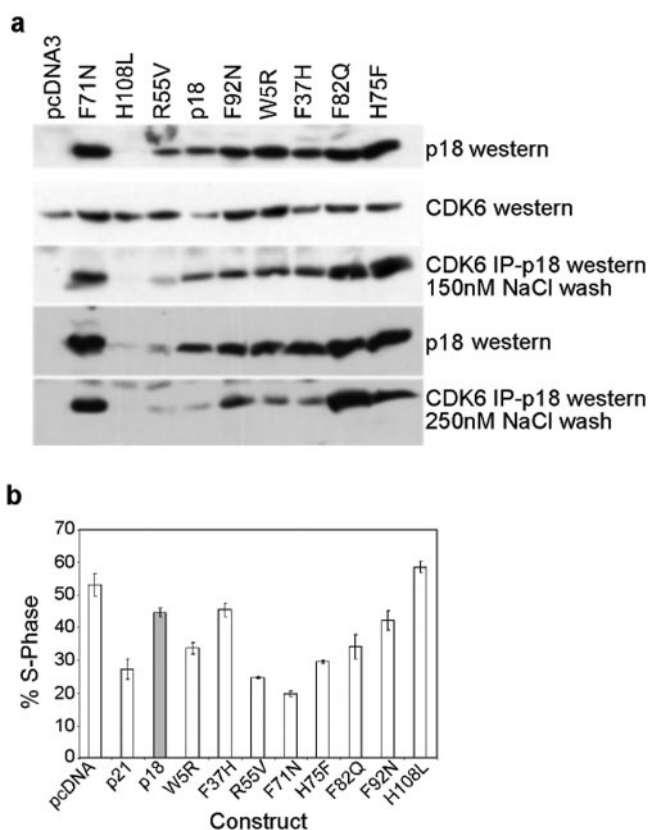 a
pcDNA3
F71N
H108L
R55V
p18
F92N
W5R
F37H
F82Q
H75F
p18 western
CDK6 western
CDK6 IP-p18 western
150nM NaCl wash
p18 western
CDK6 IP-p18 western
250nM NaCl wash
b
70
60
50
40
30
20
10
0
% S-Phase
pcDNA
p21
p18
W5R
F37H
R55V
F71N
H75F
F82Q
F92N
H108L
Construct